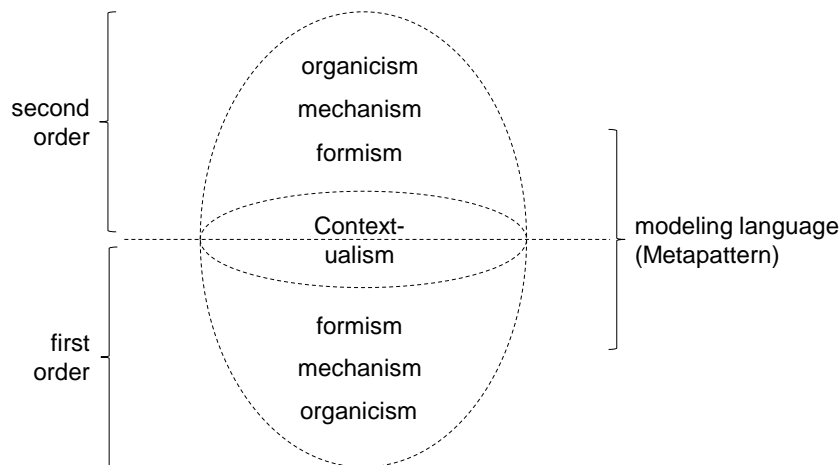 organicism
second
order
mechanism
formism
Context-
ualism
modeling language
(Metapattern)
formism
first
order
mechanism
organicism